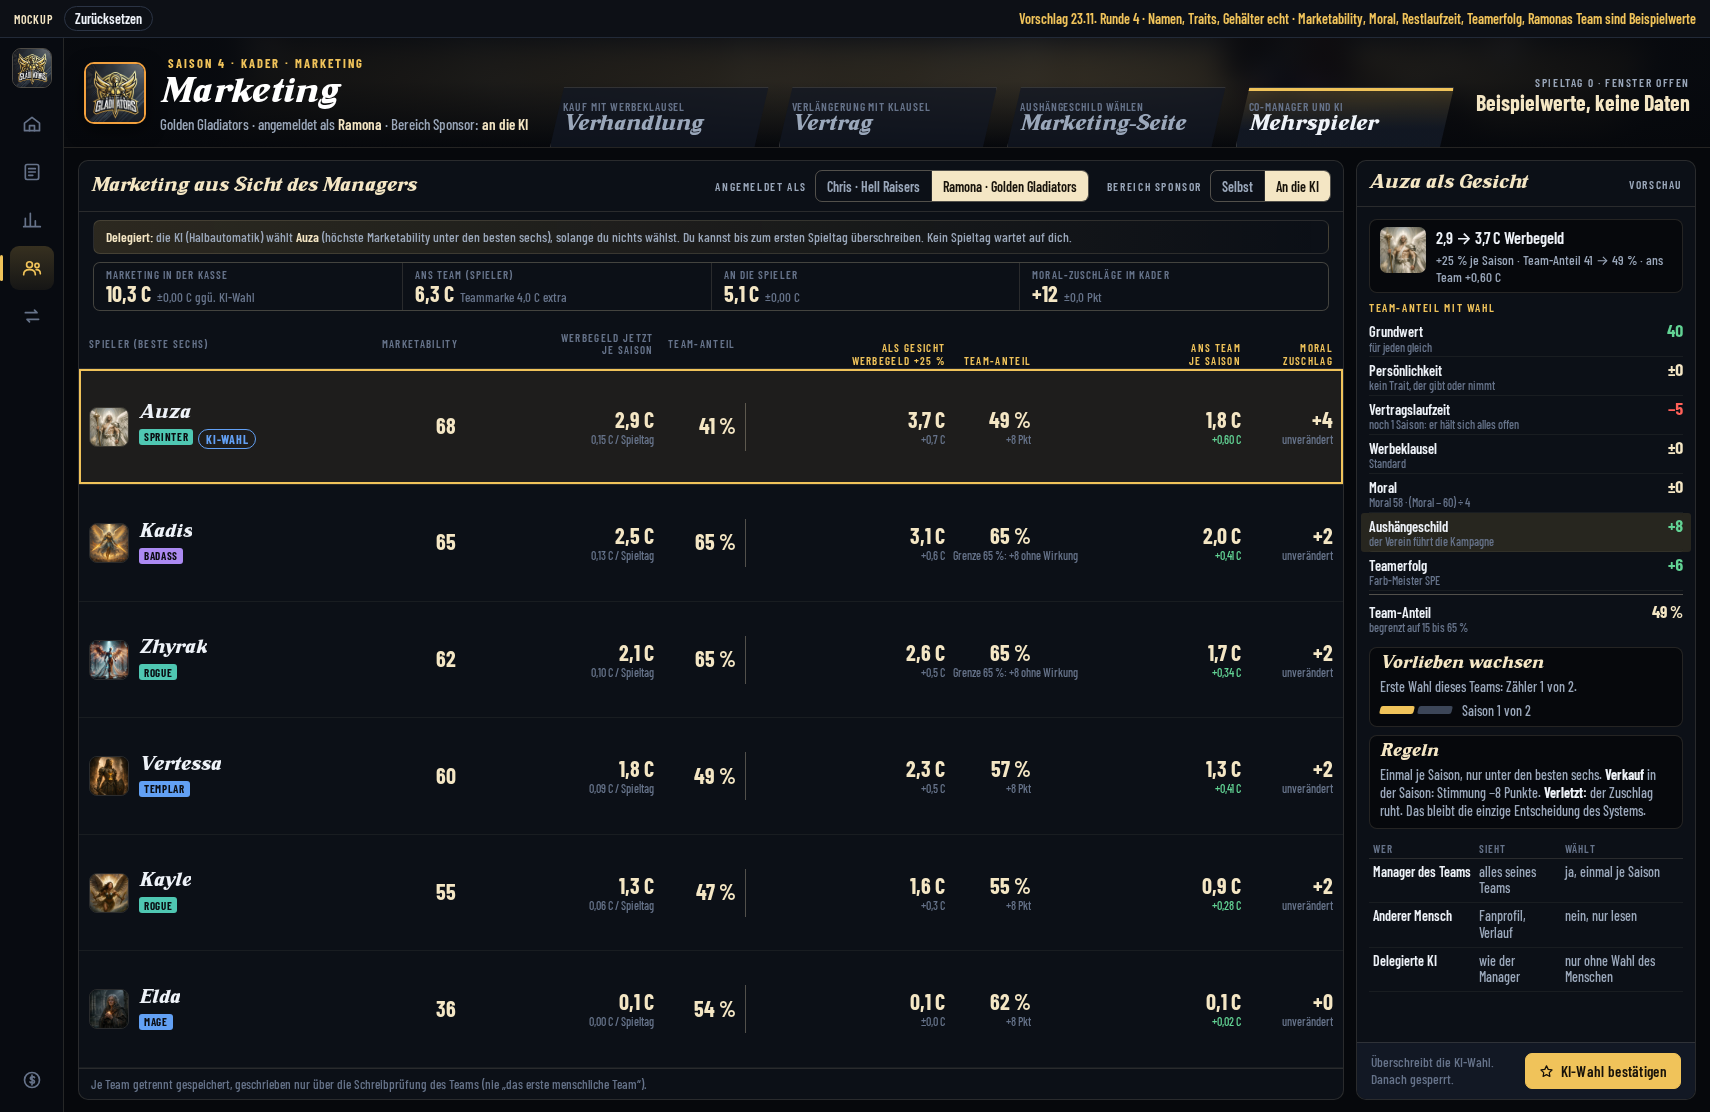 MOCKUP
Zurücksetzen
Vorschlag 23.11. Runde 4 · Namen, Traits, Gehälter echt · Marketability, Moral, Restlaufzeit, Teamerfolg, Ramonas Team sind Beispielwerte
GLADIATORS
GLADIATORS
SAISON 4 · KADER · MARKETING
Marketing
Golden Gladiators · angemeldet als Ramona · Bereich Sponsor: an die KI
KAUF MIT WERBEKLAUSEL
Verhandlung
VERLÄNGERUNG MIT KLAUSEL
Vertrag
AUSHÄNGESCHILD WÄHLEN
Marketing-Seite
CO-MANAGER UND KI
Mehrspieler
SPIELTAG 0 · FENSTER OFFEN
Beispielwerte, keine Daten
Marketing aus Sicht des Managers
ANGEMELDET ALS
Chris · Hell Raisers
Ramona · Golden Gladiators
BEREICH SPONSOR
Selbst
An die KI
Delegiert: die KI (Halbautomatik) wählt Auza (höchste Marketability unter den besten sechs), solange du nichts wählst. Du kannst bis zum ersten Spieltag überschreiben. Kein Spieltag wartet auf dich.
MARKETING IN DER KASSE
10,3 C ±0,00 C ggü. KI-Wahl
ANS TEAM (SPIELER)
6,3 C Teammarke 4,0 C extra
AN DIE SPIELER
5,1 C ±0,00 C
MORAL-ZUSCHLÄGE IM KADER
+12 ±0,0 Pkt
SPIELER (BESTE SECHS)
MARKETABILITY
WERBEGELD JETZT
JE SAISON
TEAM-ANTEIL
ALS GESICHT
WERBEGELD +25 %
TEAM-ANTEIL
ANS TEAM
JE SAISON
MORAL
ZUSCHLAG
Auza
SPRINTER KI-WAHL
68
2,9 C
0,15 C / Spieltag
41 %
3,7 C
+0,7 C
49 %
+8 Pkt
1,8 C
+0,60 C
+4
unverändert
Kadis
BADASS
65
2,5 C
0,13 C / Spieltag
65 %
3,1 C
+0,6 C
65 %
Grenze 65 %: +8 ohne Wirkung
2,0 C
+0,41 C
+2
unverändert
Zhyrak
ROGUE
62
2,1 C
0,10 C / Spieltag
65 %
2,6 C
+0,5 C
65 %
Grenze 65 %: +8 ohne Wirkung
1,7 C
+0,34 C
+2
unverändert
Vertessa
TEMPLAR
60
1,8 C
0,09 C / Spieltag
49 %
2,3 C
+0,5 C
57 %
+8 Pkt
1,3 C
+0,41 C
+2
unverändert
Kayle
ROGUE
55
1,3 C
0,06 C / Spieltag
47 %
1,6 C
+0,3 C
55 %
+8 Pkt
0,9 C
+0,28 C
+2
unverändert
Elda
MAGE
36
0,1 C
0,00 C / Spieltag
54 %
0,1 C
±0,0 C
62 %
+8 Pkt
0,1 C
+0,02 C
+0
unverändert
Je Team getrennt gespeichert, geschrieben nur über die Schreibprüfung des Teams (nie „das erste menschliche Team“).
Auza als Gesicht
VORSCHAU
2,9 → 3,7 C Werbegeld
+25 % je Saison · Team-Anteil 41 → 49 % · ans
Team +0,60 C
TEAM-ANTEIL MIT WAHL
Grundwert 40
für jeden gleich
Persönlichkeit ±0
kein Trait, der gibt oder nimmt
Vertragslaufzeit −5
noch 1 Saison: er hält sich alles offen
Werbeklausel ±0
Standard
Moral ±0
Moral 58 · (Moral − 60) ÷ 4
Aushängeschild +8
der Verein führt die Kampagne
Teamerfolg +6
Farb-Meister SPE
Team-Anteil 49 %
begrenzt auf 15 bis 65 %
Vorlieben wachsen
Erste Wahl dieses Teams: Zähler 1 von 2.
Saison 1 von 2
Regeln
Einmal je Saison, nur unter den besten sechs. Verkauf in
der Saison: Stimmung −8 Punkte. Verletzt: der Zuschlag
ruht. Das bleibt die einzige Entscheidung des Systems.
WER SIEHT WÄHLT
Manager des Teams alles seines ja, einmal je Saison
Teams
Anderer Mensch Fanprofil, nein, nur lesen
Verlauf
Delegierte KI wie der nur ohne Wahl des
Manager Menschen
Überschreibt die KI-Wahl.
Danach gesperrt.
KI-Wahl bestätigen